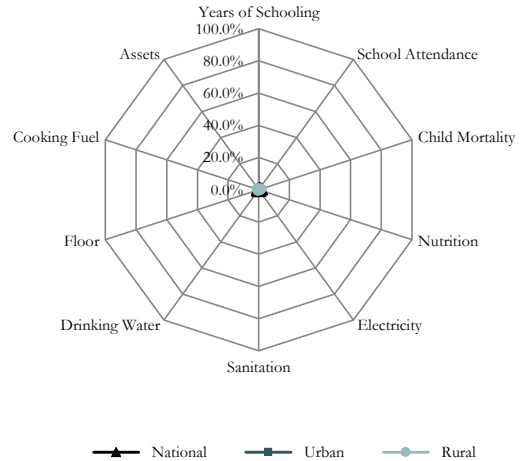 Years of Schooling
100.0%
Assets
School Attendance
80.0%
60.0%
40.0%
Cooking Fuel
Child Mortality
20.0%
0.0%
Floor
Nutrition
Drinking Water
Electricity
Sanitation
National Urban Rural